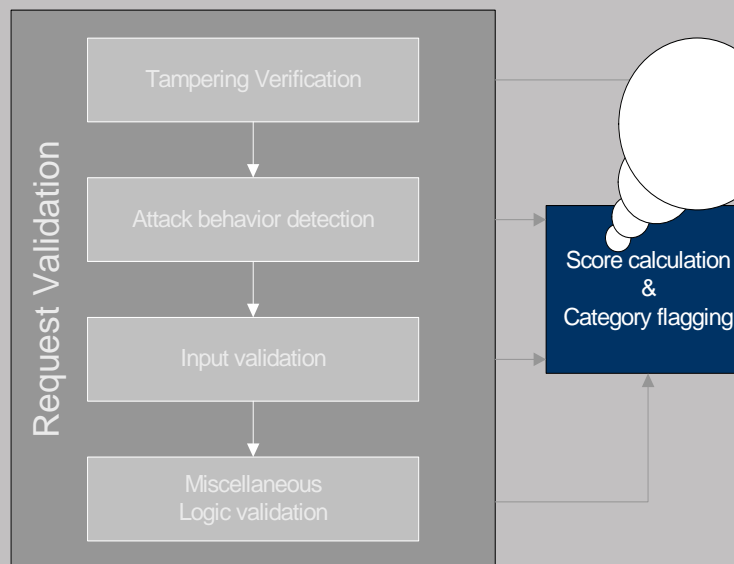 Request Validation
Tampering Verification
Attack behavior detection
Input validation
Miscellaneous
Logic validation
Score calculation
&
Category flagging